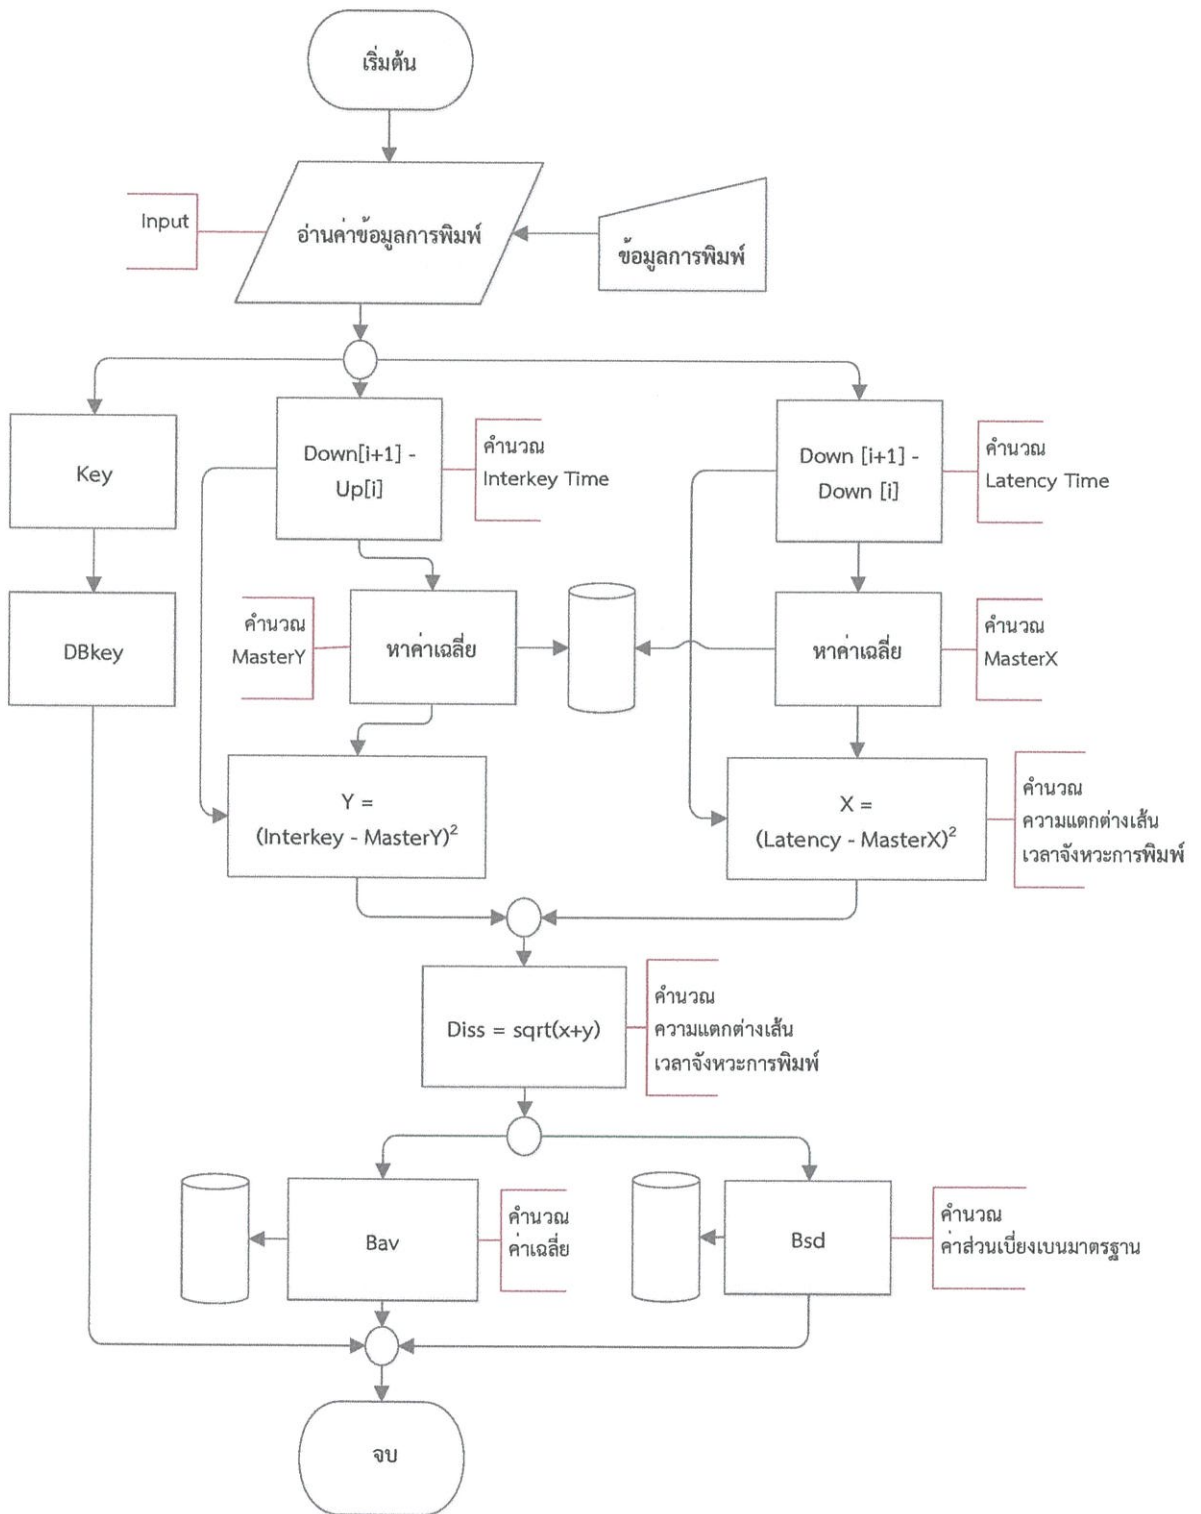 เริ่มต้น
Input
อ่านค่าข้อมูลการพิมพ์
ข้อมูลการพิมพ์
Key
Down[i+1] -
Up[i]
คำนวณ
Interkey Time
Down [i+1] -
Down [i]
คำนวณ
Latency Time
DBkey
คำนวณ
MasterY
หาค่าเฉลี่ย
หาค่าเฉลี่ย
คำนวณ
MasterX
Y =
(Interkey - MasterY)²
X =
(Latency - MasterX)²
คำนวณ
ความแตกต่างเส้น
เวลาจังหวะการพิมพ์
Diss = sqrt(x+y)
คำนวณ
ความแตกต่างเส้น
เวลาจังหวะการพิมพ์
Bav
คำนวณ
ค่าเฉลี่ย
Bsd
คำนวณ
ค่าส่วนเบี่ยงเบนมาตรฐาน
จบ